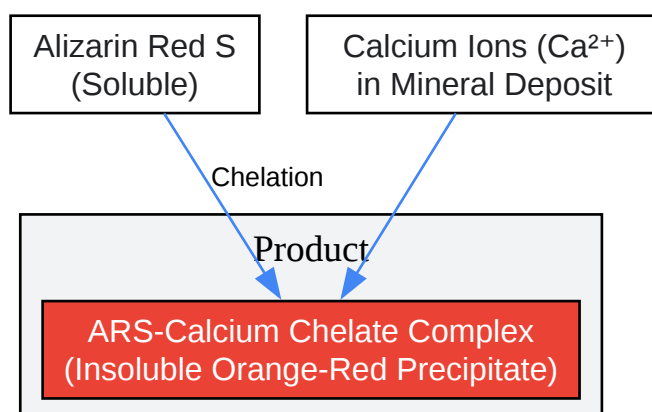 Alizarin Red S
(Soluble)
Calcium Ions (Ca²⁺)
in Mineral Deposit
Chelation
Product
ARS-Calcium Chelate Complex
(Insoluble Orange-Red Precipitate)